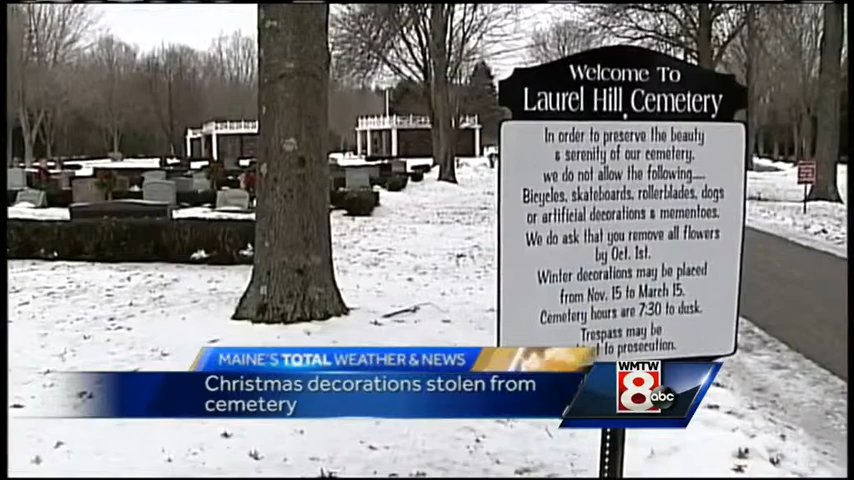 Welcome To
Laurel Hill Cemetery
In order to preserve the beauty
& serenity of our cemetery.
we do not allow the following.....
Bicycles, skateboards, rollerblades, dogs
or artificial decorations & mementoes.
We do ask that you remove all flowers
by Oct. 1st.
Winter decorations may be placed
from Nov. 15 to March 15.
Cemetery hours are 7:30 to dusk.
Trespass may be
to prosecution.
MAINE'S TOTAL WEATHER & NEWS
Christmas decorations stolen from
cemetery
WMTW
8 abc